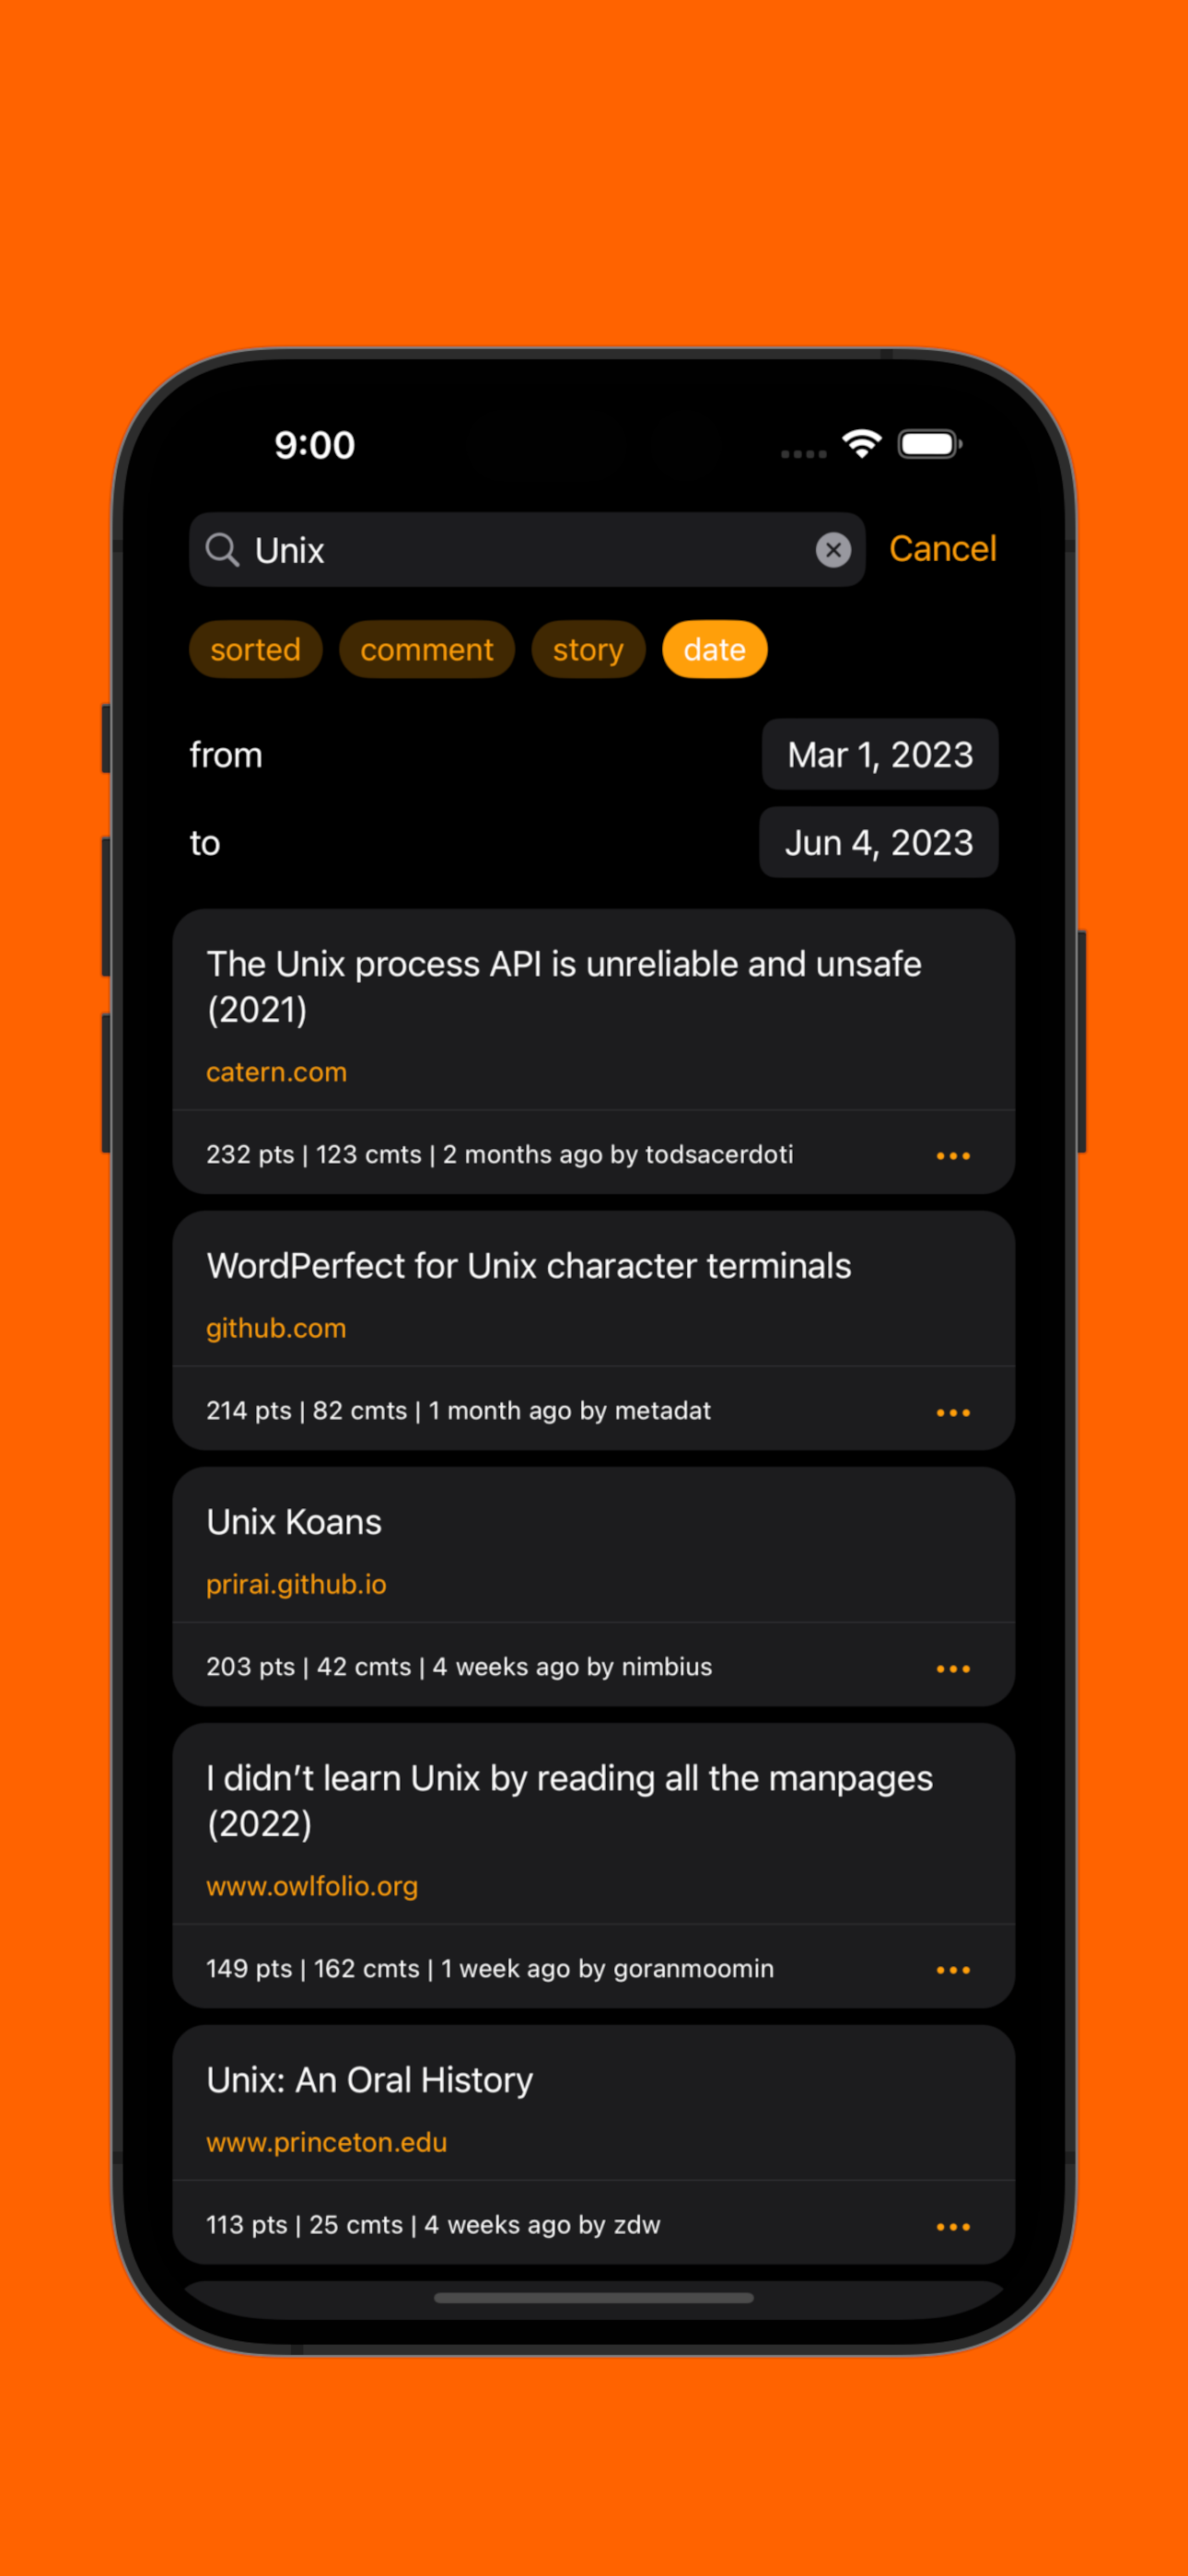 9:00
Unix
Cancel
sorted comment story date
from Mar 1, 2023
to Jun 4, 2023
The Unix process API is unreliable and unsafe
(2021)
catern.com
232 pts | 123 cmts | 2 months ago by todsacerdoti
WordPerfect for Unix character terminals
github.com
214 pts | 82 cmts | 1 month ago by metadat
Unix Koans
prirai.github.io
203 pts | 42 cmts | 4 weeks ago by nimbius
I didn’t learn Unix by reading all the manpages
(2022)
www.owlfolio.org
149 pts | 162 cmts | 1 week ago by goranmoomin
Unix: An Oral History
www.princeton.edu
113 pts | 25 cmts | 4 weeks ago by zdw